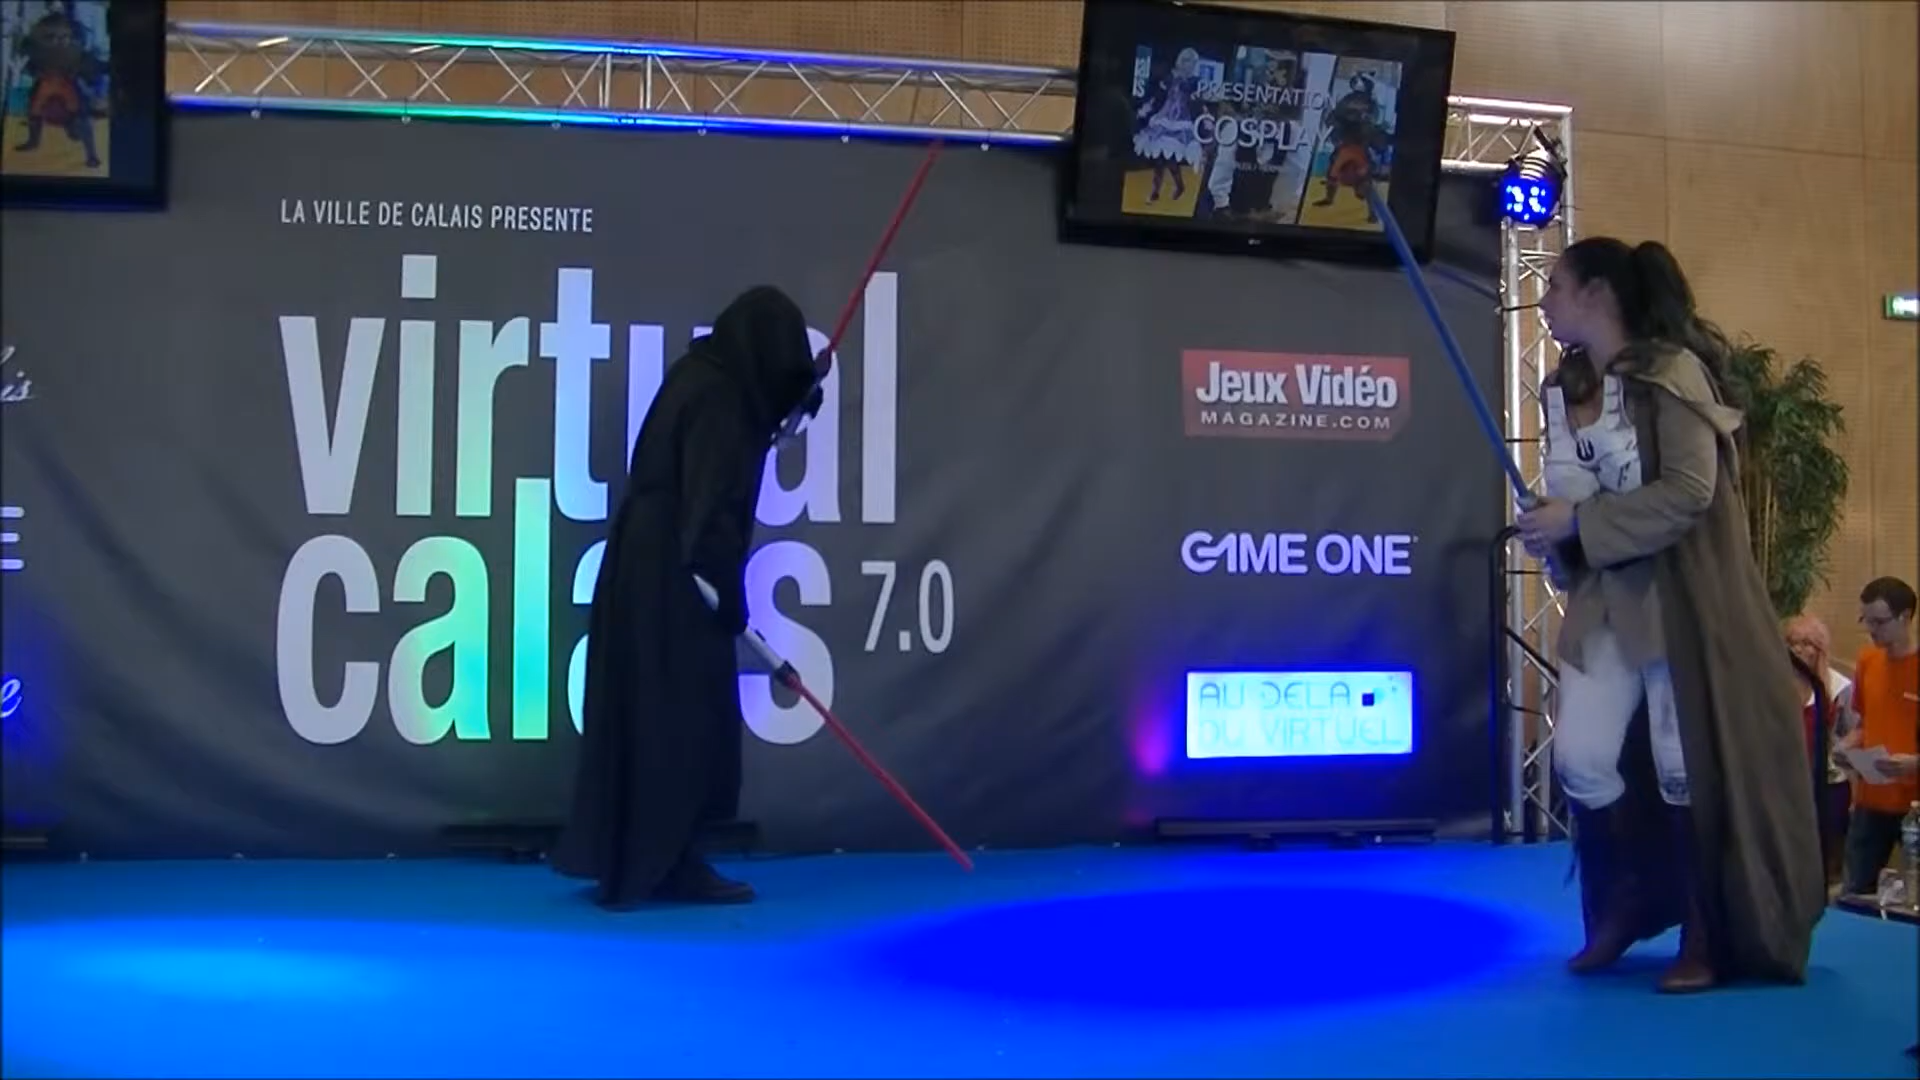 LA VILLE DE CALAIS PRESENTE
virtual
calais 7.0
PRESENTATION
COSPLAY
Jeux Vidéo
MAGAZINE.COM
GAME ONE
AU DELA
DU VIRTUEL